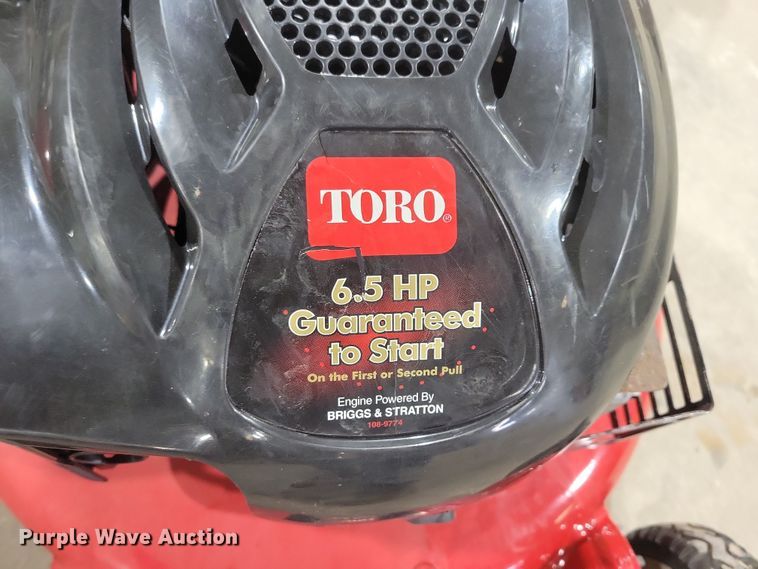 TORO®
6.5 HP
Guaranteed
to Start
On the First or Second Pull
Engine Powered By
BRIGGS & STRATTON
108-9774
Purple Wave Auction